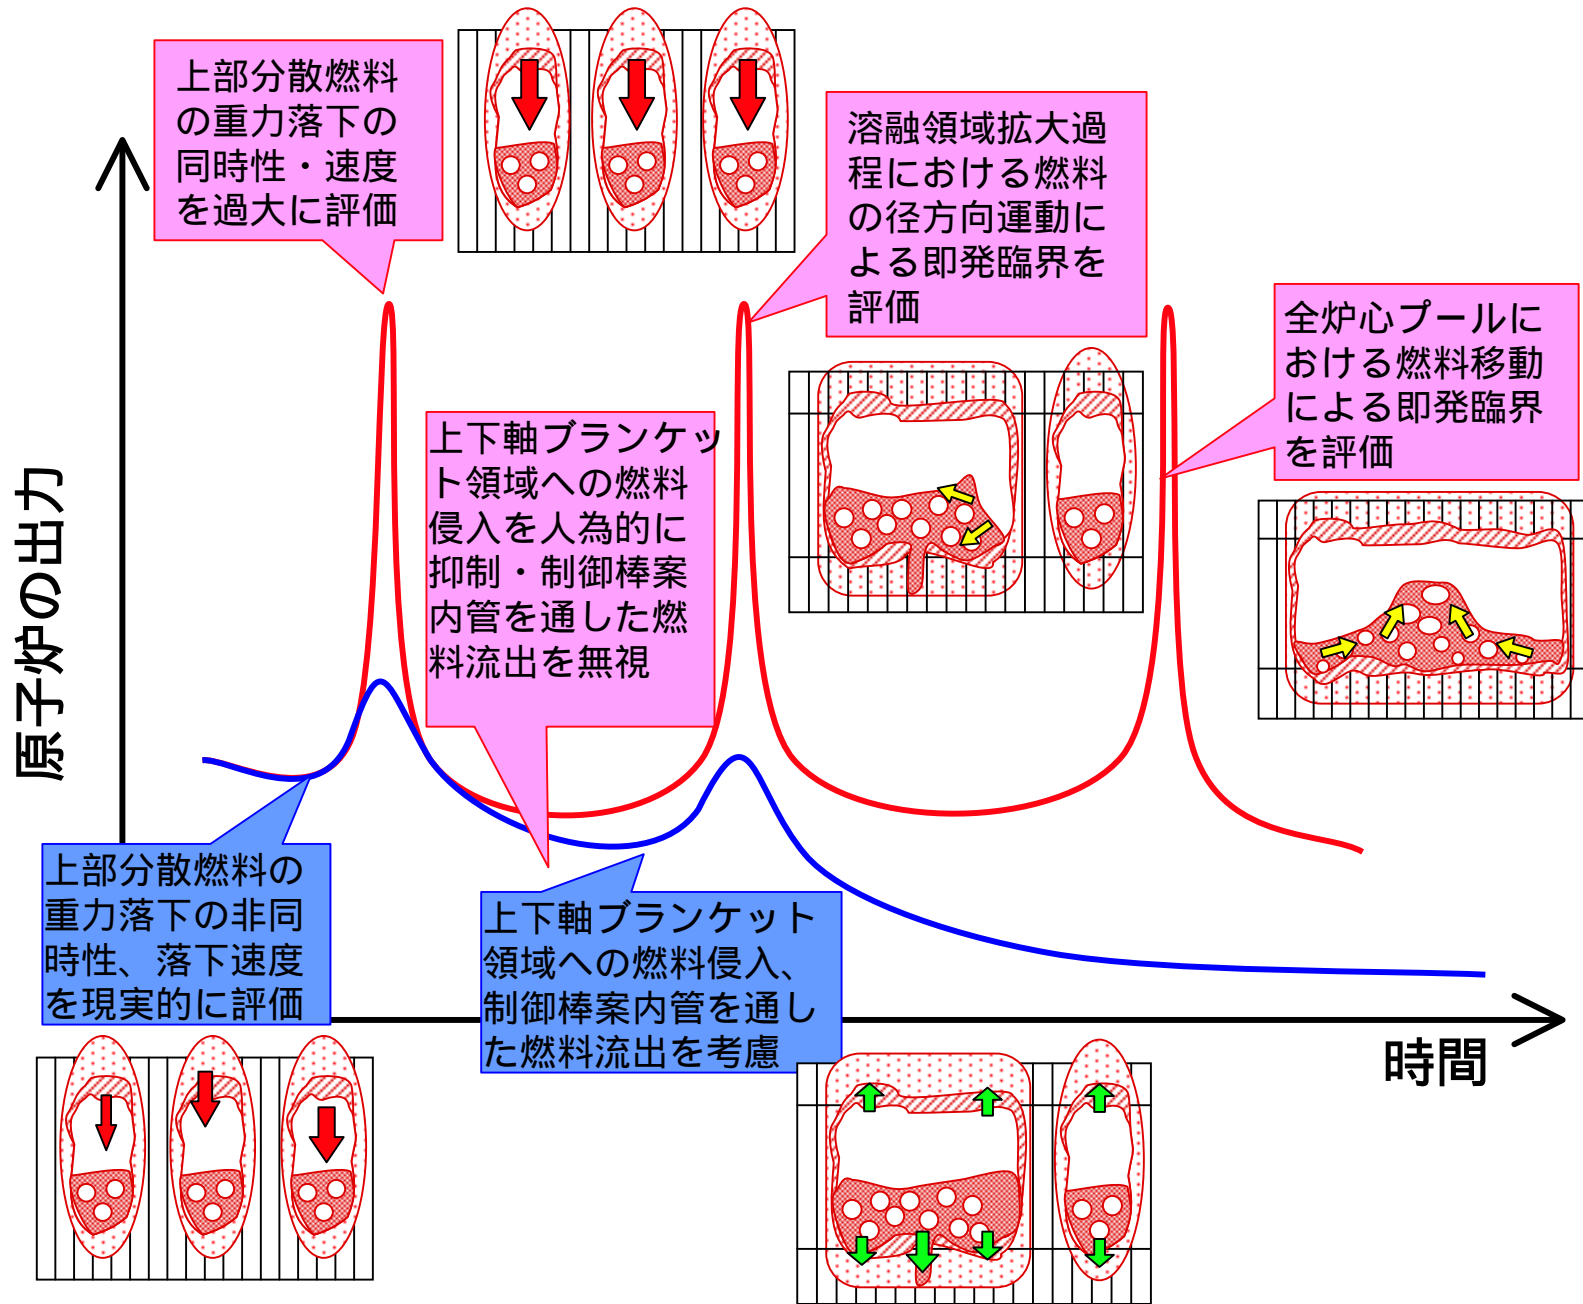 上部分散燃料
の重力落下の
同時性・速度
を過大に評価
溶融領域拡大過
程における燃料
の径方向運動に
よる即発臨界を
評価
全炉心プールに
おける燃料移動
による即発臨界
を評価
上下軸ブランケッ
ト領域への燃料
侵入を人為的に
抑制・制御棒案
内管を通した燃
料流出を無視
原子炉の出力
上部分散燃料の
重力落下の非同
時性、落下速度
を現実的に評価
上下軸ブランケット
領域への燃料侵入、
制御棒案内管を通し
た燃料流出を考慮
時間